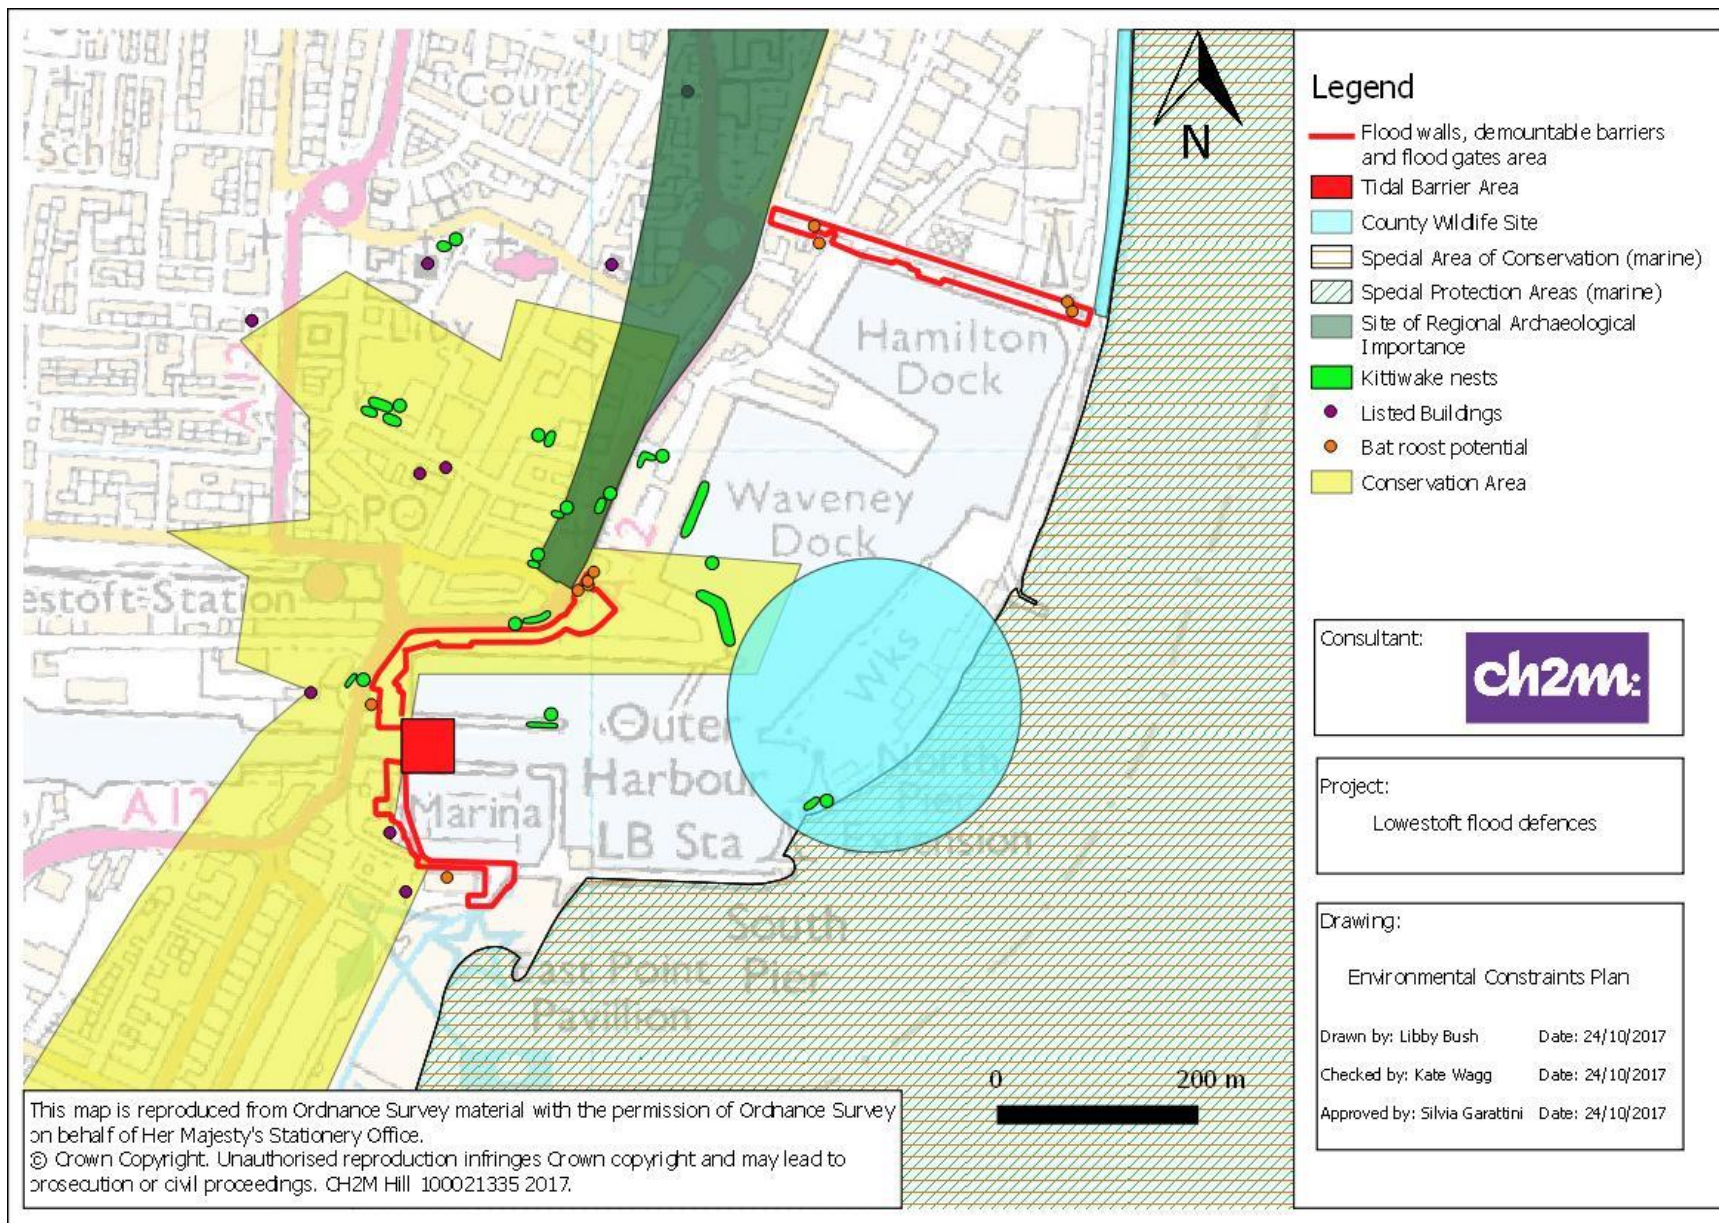 Court
Sch
Liby
A12
Hamilton
Dock
PO
Waveney
Dock
A12
estoft Station
Wks
Outer
Harbour
North
Pier
Extension
A12
Marina
LB Sta
South
Pier
East Point
Pavillion
N
0 200 m
This map is reproduced from Ordnance Survey material with the permission of Ordnance Survey
on behalf of Her Majesty's Stationery Office.
© Crown Copyright. Unauthorised reproduction infringes Crown copyright and may lead to
prosecution or civil proceedings. CH2M Hill 100021335 2017.
Legend
Flood walls, demountable barriers
and flood gates area
Tidal Barrier Area
County Wildlife Site
Special Area of Conservation (marine)
Special Protection Areas (marine)
Site of Regional Archaeological
Importance
Kittiwake nests
Listed Buildings
Bat roost potential
Conservation Area
Consultant:
ch2m:
Project:
Lowestoft flood defences
Drawing:
Environmental Constraints Plan
Drawn by: Libby Bush Date: 24/10/2017
Checked by: Kate Wagg Date: 24/10/2017
Approved by: Silvia Garattini Date: 24/10/2017